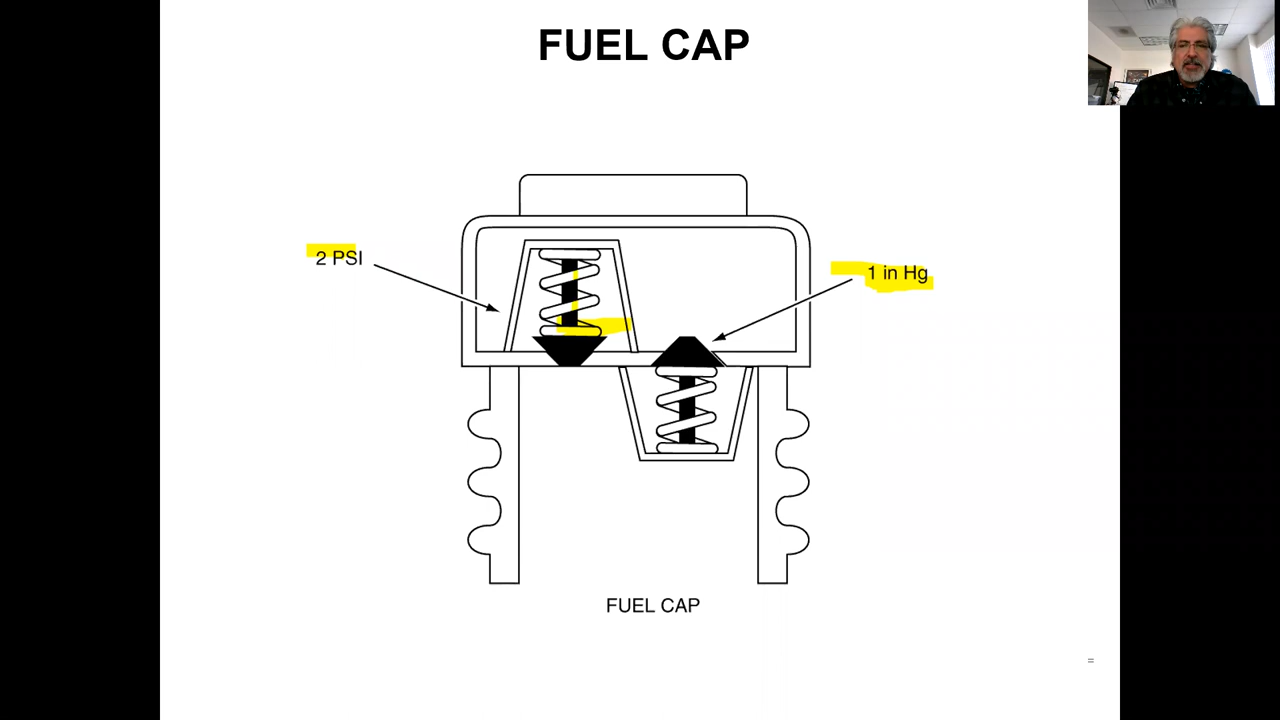 FUEL CAP
2 PSI
1 in Hg
FUEL CAP
=